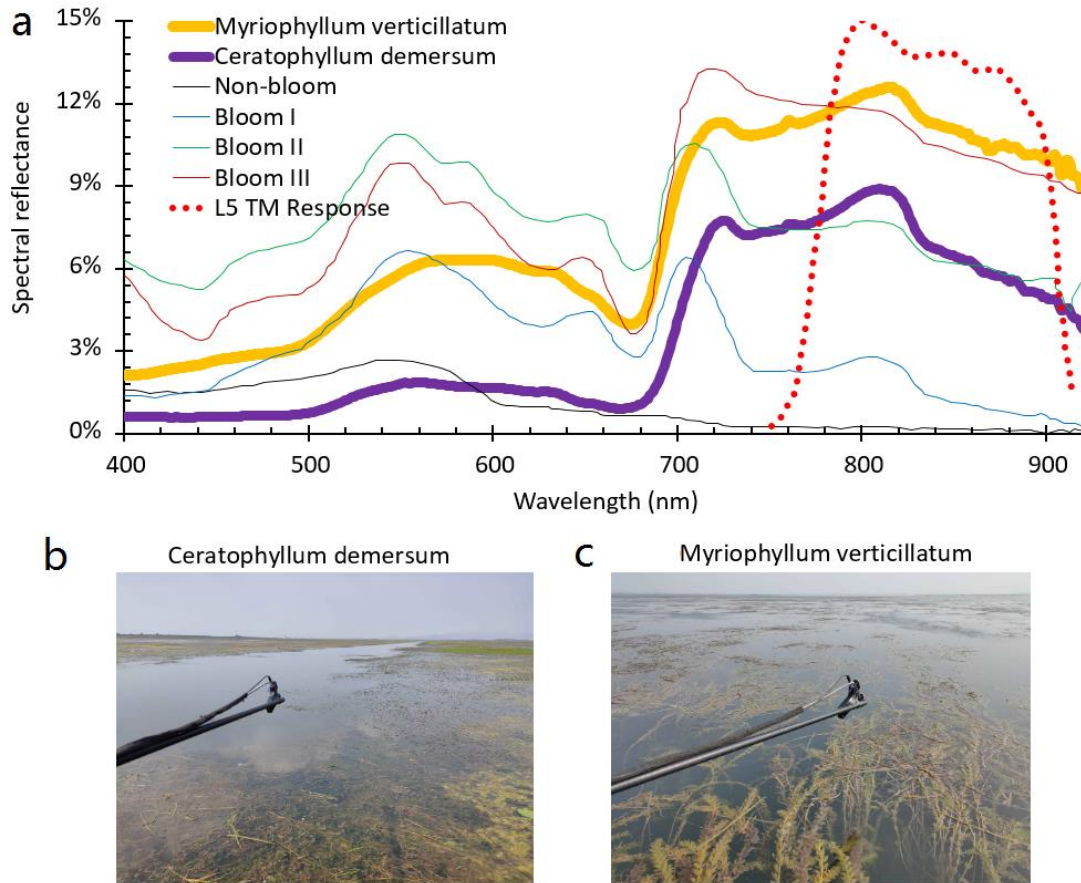 a
15%
12%
9%
6%
3%
0%
Spectral reflectance
Myriophyllum verticillatum
Ceratophyllum demersum
Non-bloom
Bloom I
Bloom II
Bloom III
L5 TM Response
400 500 600 700 800 900
Wavelength (nm)
b Ceratophyllum demersum
c Myriophyllum verticillatum